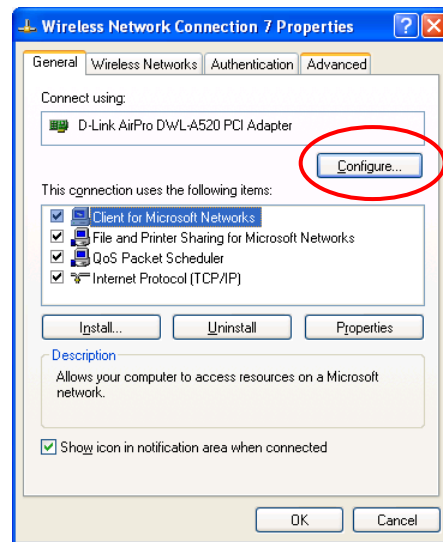 Wireless Network Connection 7 Properties
General Wireless Networks Authentication Advanced
Connect using:
D-Link AirPro DWL-A520 PCI Adapter
Configure...
This connection uses the following items:
Client for Microsoft Networks
File and Printer Sharing for Microsoft Networks
QoS Packet Scheduler
Internet Protocol (TCP/IP)
Install... Uninstall Properties
Description
Allows your computer to access resources on a Microsoft
network.
Show icon in notification area when connected
OK Cancel